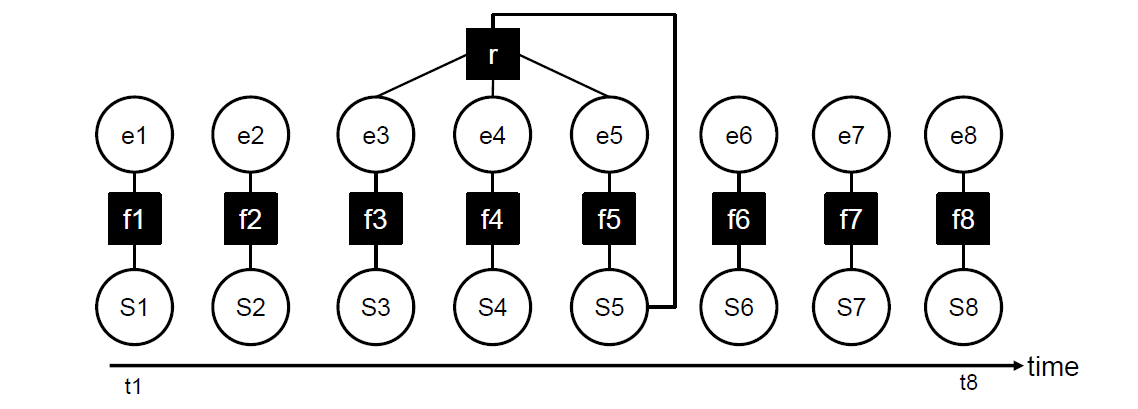 r
e1 e2 e3 e4 e5 e6 e7 e8
f1 f2 f3 f4 f5 f6 f7 f8
S1 S2 S3 S4 S5 S6 S7 S8
time
t1 t8